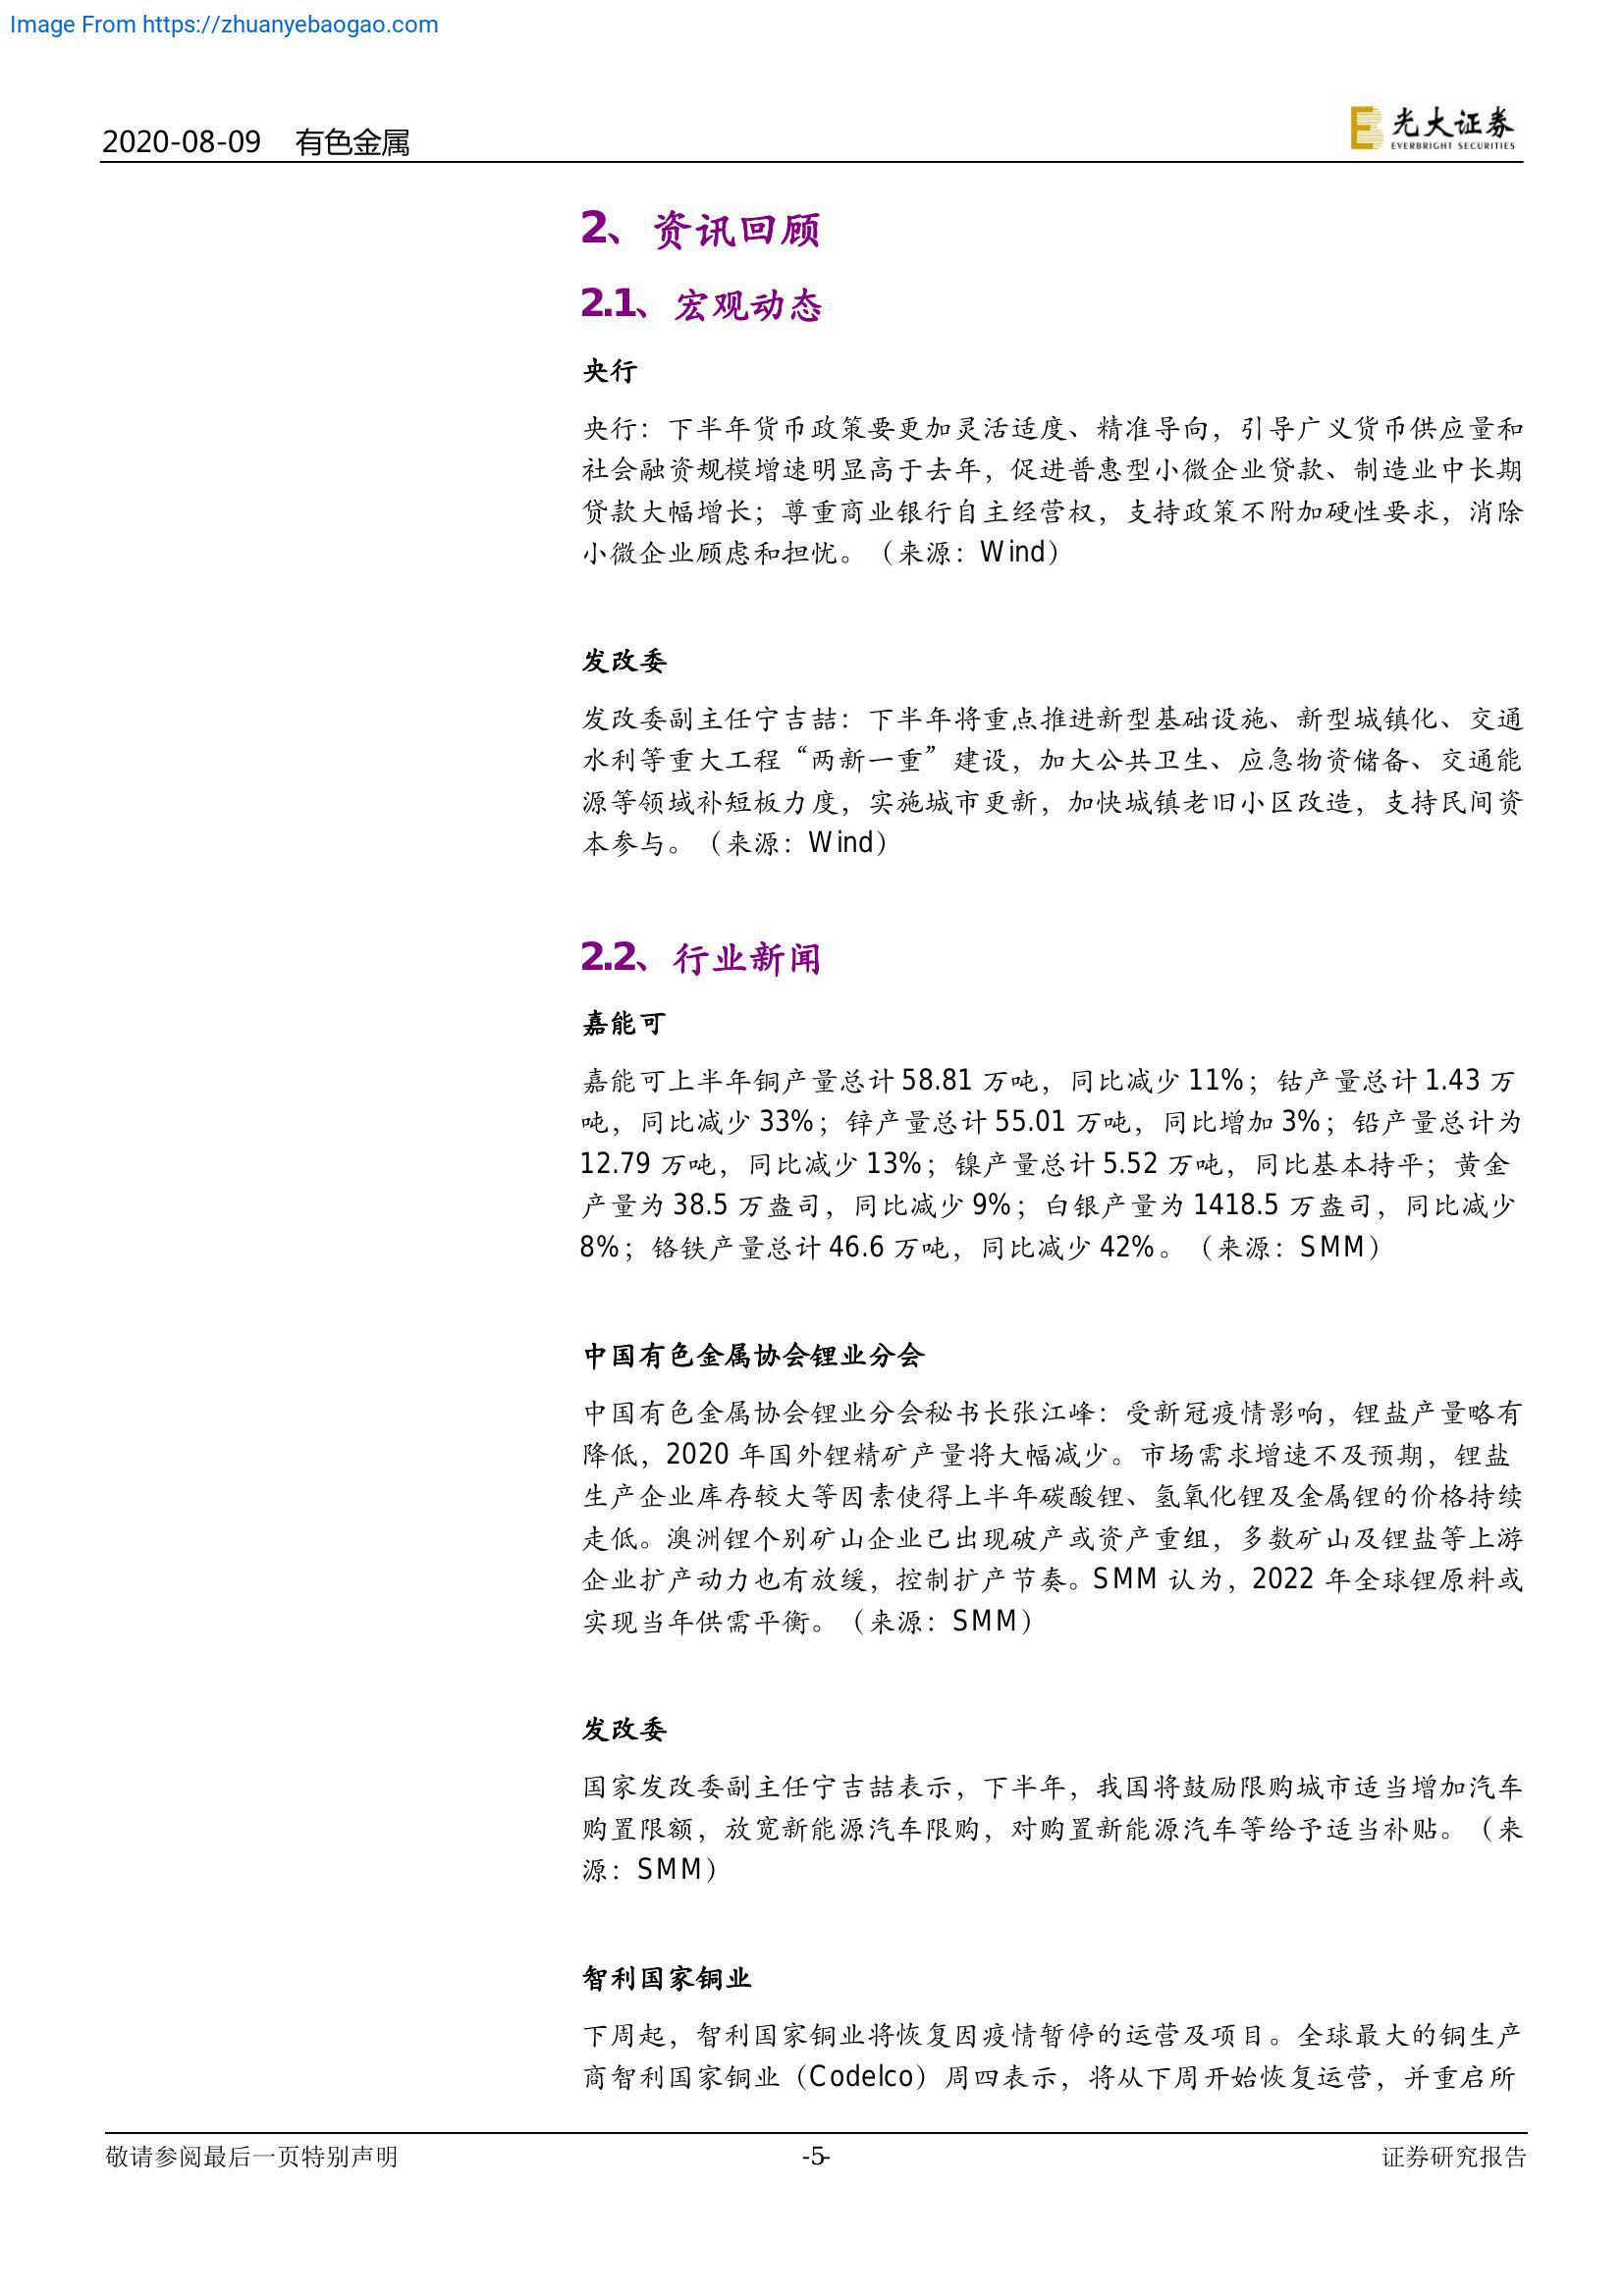 Image From https://zhuanyebaogao.com
2020-08-09 有色金属
光大证券
EVERBRIGHT SECURITIES
2、资讯回顾
2.1、宏观动态
央行
央行：下半年货币政策要更加灵活适度、精准导向，引导广义货币供应量和
社会融资规模增速明显高于去年，促进普惠型小微企业贷款、制造业中长期
贷款大幅增长；尊重商业银行自主经营权，支持政策不附加硬性要求，消除
小微企业顾虑和担忧。（来源：Wind）
发改委
发改委副主任宁吉喆：下半年将重点推进新型基础设施、新型城镇化、交通
水利等重大工程“两新一重”建设，加大公共卫生、应急物资储备、交通能
源等领域补短板力度，实施城市更新，加快城镇老旧小区改造，支持民间资
本参与。（来源：Wind）
2.2、行业新闻
嘉能可
嘉能可上半年铜产量总计 58.81 万吨，同比减少 11%；钴产量总计 1.43 万
吨，同比减少 33%；锌产量总计 55.01 万吨，同比增加 3%；铅产量总计为
12.79 万吨，同比减少 13%；镍产量总计 5.52 万吨，同比基本持平；黄金
产量为 38.5 万盎司，同比减少 9%；白银产量为 1418.5 万盎司，同比减少
8%；铬铁产量总计 46.6 万吨，同比减少 42%。（来源：SMM）
中国有色金属协会锂业分会
中国有色金属协会锂业分会秘书长张江峰：受新冠疫情影响，锂盐产量略有
降低，2020 年国外锂精矿产量将大幅减少。市场需求增速不及预期，锂盐
生产企业库存较大等因素使得上半年碳酸锂、氢氧化锂及金属锂的价格持续
走低。澳洲锂个别矿山企业已出现破产或资产重组，多数矿山及锂盐等上游
企业扩产动力也有放缓，控制扩产节奏。SMM 认为，2022 年全球锂原料或
实现当年供需平衡。（来源：SMM）
发改委
国家发改委副主任宁吉喆表示，下半年，我国将鼓励限购城市适当增加汽车
购置限额，放宽新能源汽车限购，对购置新能源汽车等给予适当补贴。（来
源：SMM）
智利国家铜业
下周起，智利国家铜业将恢复因疫情暂停的运营及项目。全球最大的铜生产
商智利国家铜业（Codelco）周四表示，将从下周开始恢复运营，并重启所
敬请参阅最后一页特别声明
-5-
证券研究报告